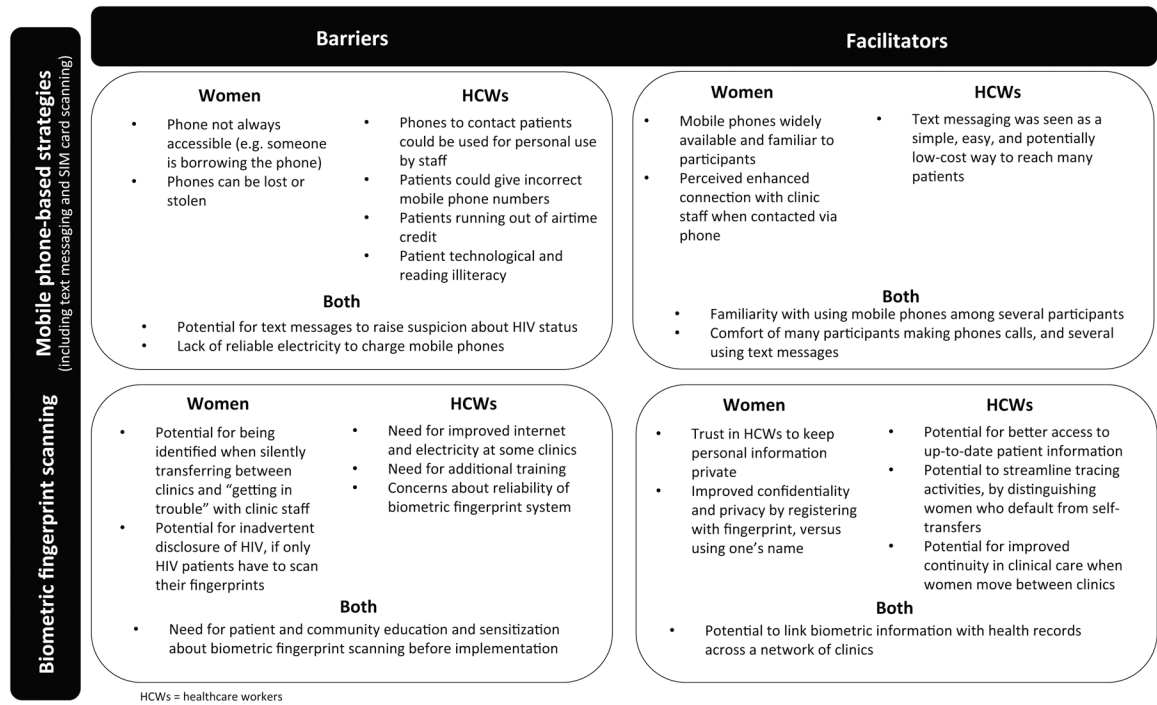 Barriers
Facilitators
Mobile phone-based strategies
(including text messaging and SIM card scanning)
Women
• Phone not always
accessible (e.g. someone
is borrowing the phone)
• Phones can be lost or
stolen
HCWs
• Phones to contact patients
could be used for personal use
by staff
• Patients could give incorrect
mobile phone numbers
• Patients running out of airtime
credit
• Patient technological and
reading illiteracy
Both
• Potential for text messages to raise suspicion about HIV status
• Lack of reliable electricity to charge mobile phones
Women
• Mobile phones widely
available and familiar to
participants
• Perceived enhanced
connection with clinic
staff when contacted via
phone
HCWs
• Text messaging was seen as a
simple, easy, and potentially
low-cost way to reach many
patients
Both
• Familiarity with using mobile phones among several participants
• Comfort of many participants making phones calls, and several
using text messages
Biometric fingerprint scanning
Women
• Potential for being
identified when silently
transferring between
clinics and “getting in
trouble” with clinic staff
• Potential for inadvertent
disclosure of HIV, if only
HIV patients have to scan
their fingerprints
HCWs
• Need for improved internet
and electricity at some clinics
• Need for additional training
• Concerns about reliability of
biometric fingerprint system
Both
• Need for patient and community education and sensitization
about biometric fingerprint scanning before implementation
Women
• Trust in HCWs to keep
personal information
private
• Improved confidentiality
and privacy by registering
with fingerprint, versus
using one’s name
HCWs
• Potential for better access to
up-to-date patient information
• Potential to streamline tracing
activities, by distinguishing
women who default from self-
transfers
• Potential for improved
continuity in clinical care when
women move between clinics
Both
• Potential to link biometric information with health records
across a network of clinics
HCWs = healthcare workers